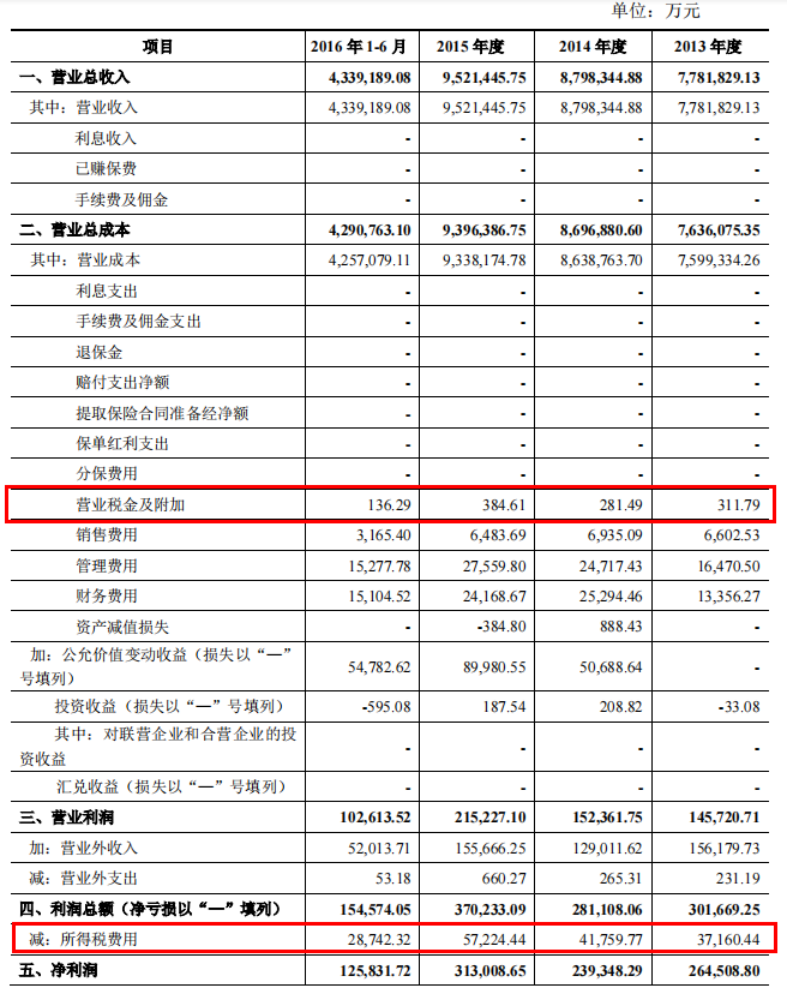 单位：万元
项目 2016 年 1-6 月 2015 年度 2014 年度 2013 年度
一、营业总收入 4,339,189.08 9,521,445.75 8,798,344.88 7,781,829.13
其中：营业收入 4,339,189.08 9,521,445.75 8,798,344.88 7,781,829.13
利息收入 - - - -
已赚保费 - - - -
手续费及佣金 - - - -
二、营业总成本 4,290,763.10 9,396,386.75 8,696,880.60 7,636,075.35
其中：营业成本 4,257,079.11 9,338,174.78 8,638,763.70 7,599,334.26
利息支出 - - - -
手续费及佣金支出 - - - -
退保金 - - - -
赔付支出净额 - - - -
提取保险合同准备经净额 - - - -
保单红利支出 - - - -
分保费用 - - - -
营业税金及附加 136.29 384.61 281.49 311.79
销售费用 3,165.40 6,483.69 6,935.09 6,602.53
管理费用 15,277.78 27,559.80 24,717.43 16,470.50
财务费用 15,104.52 24,168.67 25,294.46 13,356.27
资产减值损失 - -384.80 888.43
加：公允价值变动收益（损失以“—”
号填列） 54,782.62 89,980.55 50,688.64 -
投资收益（损失以“—”号填列） -595.08 187.54 208.82 -33.08
其中：对联营企业和合营企业的投
资收益 - - - -
汇兑收益（损失以“—”号填列） - - - -
三、营业利润 102,613.52 215,227.10 152,361.75 145,720.71
加：营业外收入 52,013.71 155,666.25 129,011.62 156,179.73
减：营业外支出 53.18 660.27 265.31 231.19
四、利润总额（净亏损以“—”填列） 154,574.05 370,233.09 281,108.06 301,669.25
减：所得税费用 28,742.32 57,224.44 41,759.77 37,160.44
五、净利润 125,831.72 313,008.65 239,348.29 264,508.80